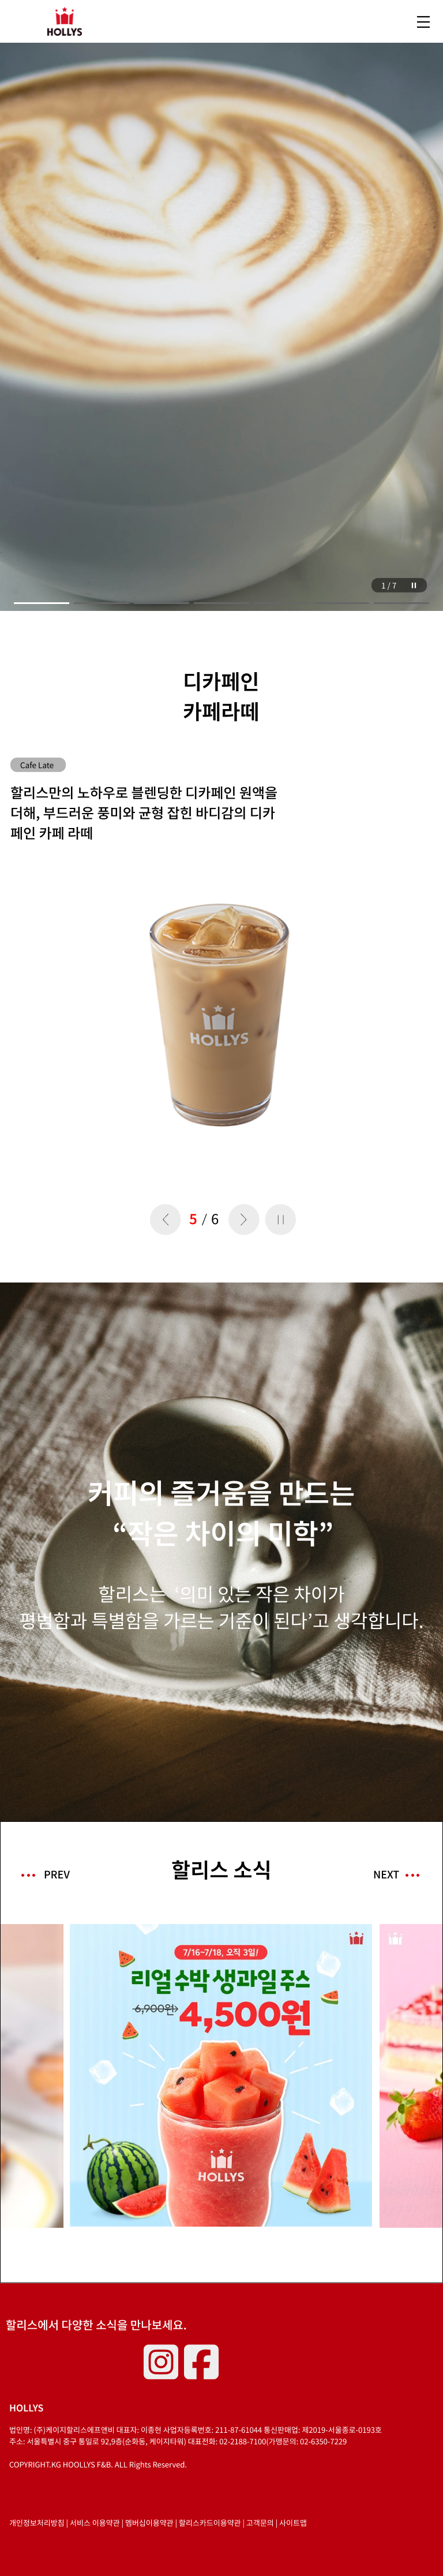 HOLLYS
1 / 7
디카페인
카페라떼
Cafe Late
할리스만의 노하우로 블렌딩한 디카페인 원액을
더해, 부드러운 풍미와 균형 잡힌 바디감의 디카
페인 카페 라떼
HOLLYS
5 / 6
커피의 즐거움을 만드는
“작은 차이의 미학”
할리스는 ‘의미 있는 작은 차이가
평범함과 특별함을 가르는 기준이 된다’고 생각합니다.
PREV
할리스 소식
NEXT
7/16~7/18, 오직 3일!
리얼 수박 생과일 주스
6,900원 4,500원
HOLLYS
할리스에서 다양한 소식을 만나보세요.
HOLLYS
법인명: (주)케이지할리스에프앤비 대표자: 이종현 사업자등록번호: 211-87-61044 통신판매업: 제2019-서울종로-0193호
주소: 서울특별시 중구 통일로 92,9층(순화동, 케이지타워) 대표전화: 02-2188-7100(가맹문의: 02-6350-7229
COPYRIGHT.KG HOOLLYS F&B. ALL Rights Reserved.
개인정보처리방침 | 서비스 이용약관 | 멤버십이용약관 | 할리스카드이용약관 | 고객문의 | 사이트맵